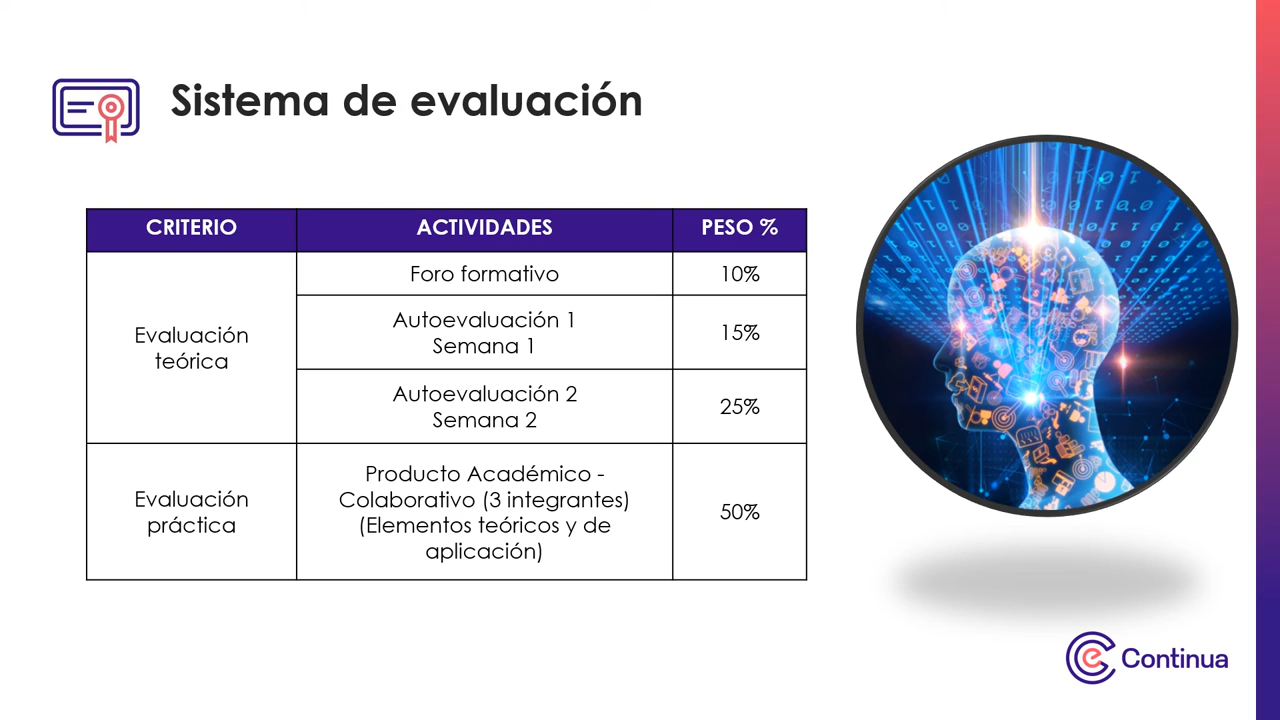 Sistema de evaluación
CRITERIO
ACTIVIDADES
PESO %
Evaluación
teórica
Foro formativo
10%
Autoevaluación 1
Semana 1
15%
Autoevaluación 2
Semana 2
25%
Evaluación
práctica
Producto Académico -
Colaborativo (3 integrantes)
(Elementos teóricos y de
aplicación)
50%
Continua